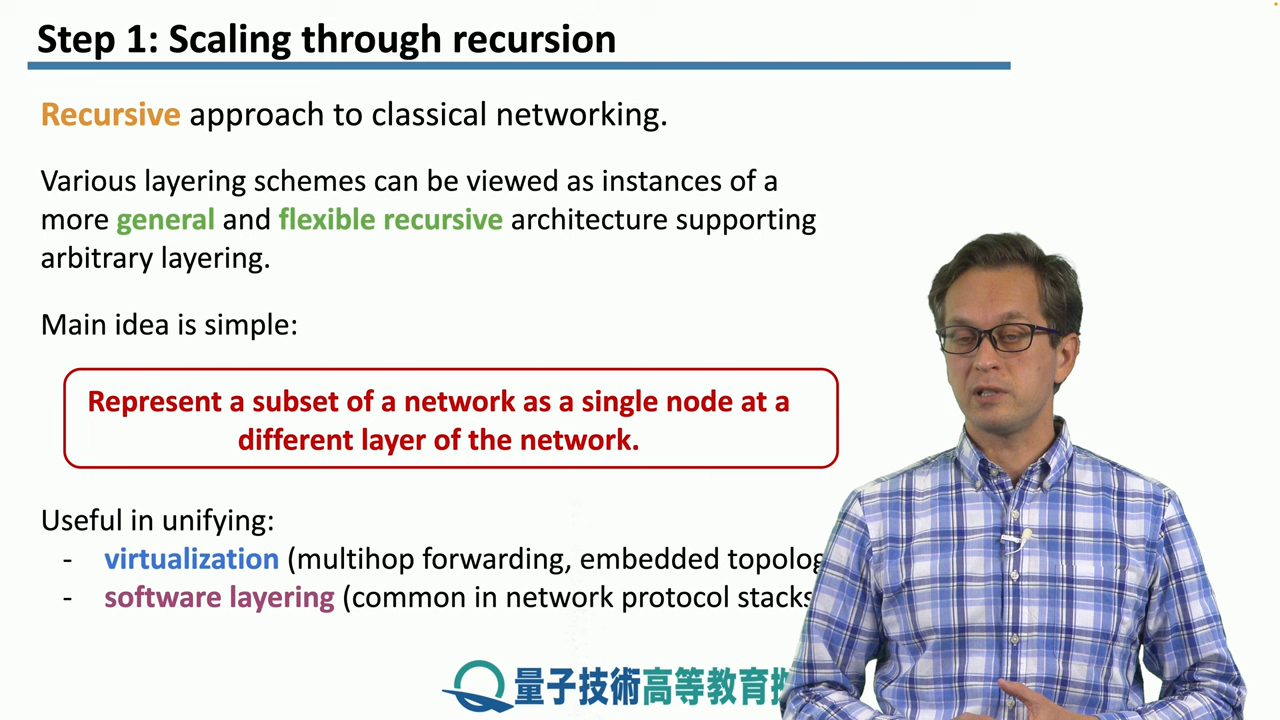 Step 1: Scaling through recursion
Recursive approach to classical networking.
Various layering schemes can be viewed as instances of a
more general and flexible recursive architecture supporting
arbitrary layering.
Main idea is simple:
Represent a subset of a network as a single node at a
different layer of the network.
Useful in unifying:
- virtualization (multihop forwarding, embedded topolog
- software layering (common in network protocol stacks
量子技術高等教育拠